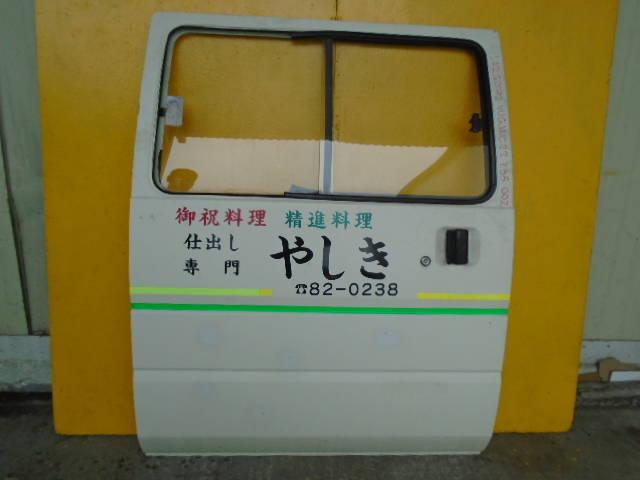 御祝料理 精進料理
仕出し
専門
やしき
☎82-0238